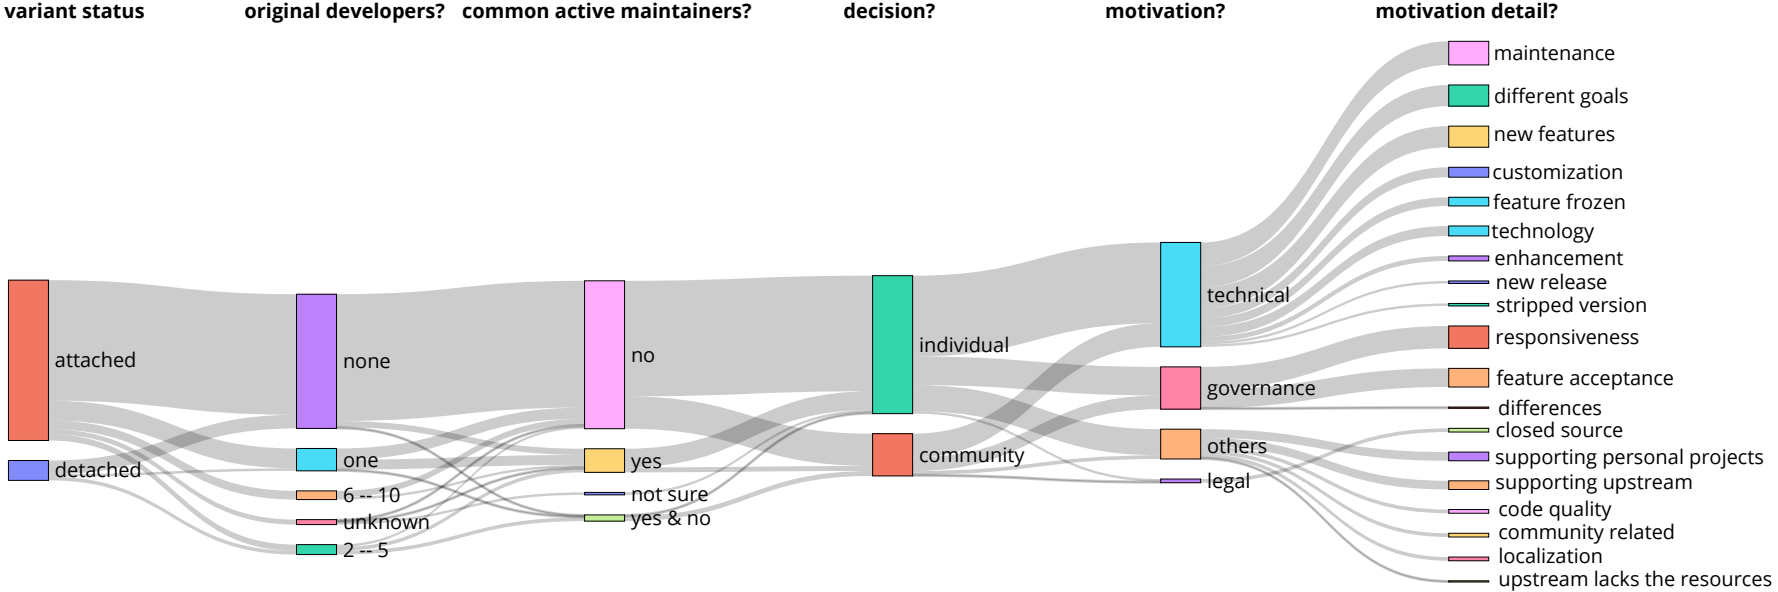 variant status
original developers?
common active maintainers?
decision?
motivation?
motivation detail?
attached
detached
none
one
6 -- 10
unknown
2 -- 5
no
yes
not sure
yes & no
individual
community
technical
governance
others
legal
maintenance
different goals
new features
customization
feature frozen
technology
enhancement
new release
stripped version
responsiveness
feature acceptance
differences
closed source
supporting personal projects
supporting upstream
code quality
community related
localization
upstream lacks the resources